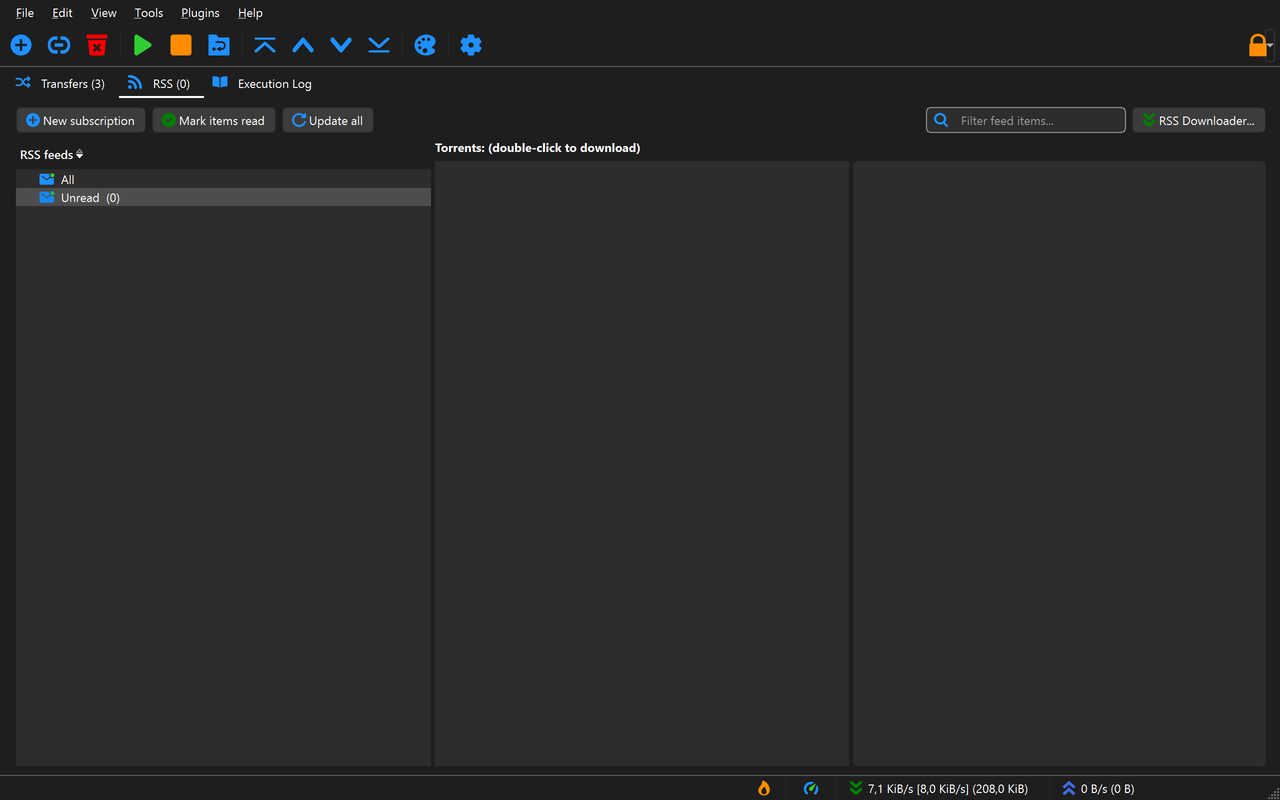 File Edit View Tools Plugins Help
Transfers (3) RSS (0) Execution Log
New subscription Mark items read Update all Filter feed items... RSS Downloader...
RSS feeds Torrents: (double-click to download)
All
Unread (0)
7,1 KiB/s [8,0 KiB/s] (208,0 KiB) 0 B/s (0 B)